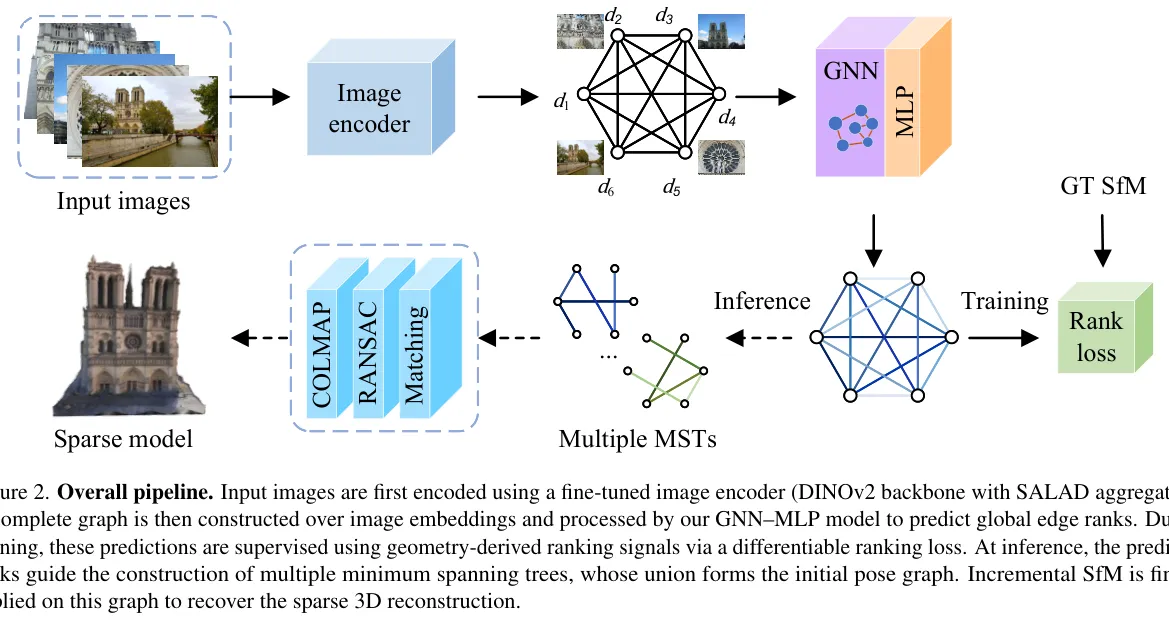 d2 d3
d1
d4
d6 d5
Input images
Image
encoder
GNN
MLP
GT SfM
Inference
Training
Rank
loss
COLMAP
RANSAC
Matching
...
Sparse model
Multiple MSTs
ure 2. Overall pipeline. Input images are first encoded using a fine-tuned image encoder (DINOv2 backbone with SALAD aggregat
omplete graph is then constructed over image embeddings and processed by our GNN–MLP model to predict global edge ranks. Du
ning, these predictions are supervised using geometry-derived ranking signals via a differentiable ranking loss. At inference, the predi
ks guide the construction of multiple minimum spanning trees, whose union forms the initial pose graph. Incremental SfM is fin
plied on this graph to recover the sparse 3D reconstruction.